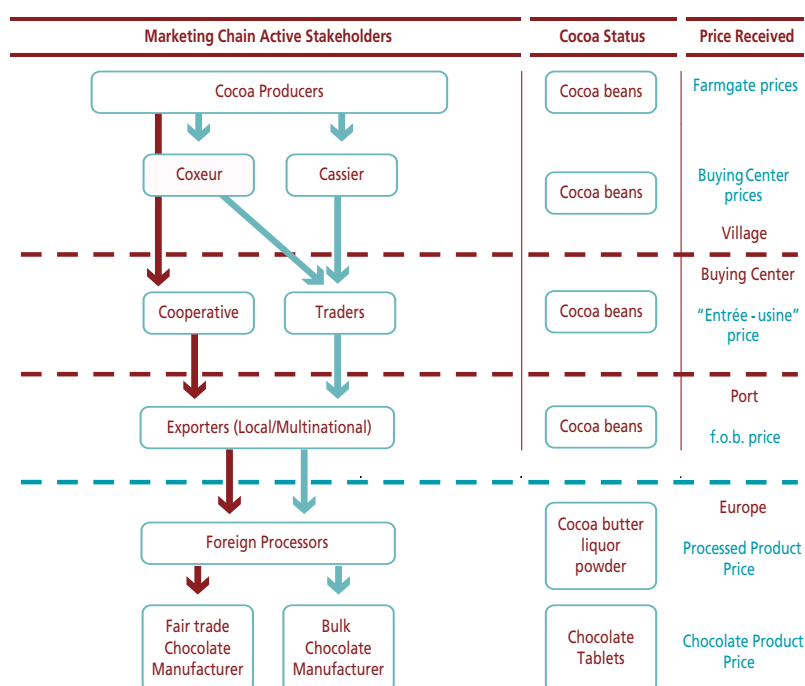 Marketing Chain Active Stakeholders
Cocoa Status
Price Received
Cocoa Producers
Cocoa beans
Farmgate prices
Coxeur
Cassier
Cocoa beans
Buying Center
prices
Village
Buying Center
Cooperative
Traders
Cocoa beans
“Entrée - usine”
price
Port
Exporters (Local/Multinational)
Cocoa beans
f.o.b. price
Europe
Foreign Processors
Cocoa butter
liquor
powder
Processed Product
Price
Fair trade
Chocolate
Manufacturer
Bulk
Chocolate
Manufacturer
Chocolate
Tablets
Chocolate Product
Price